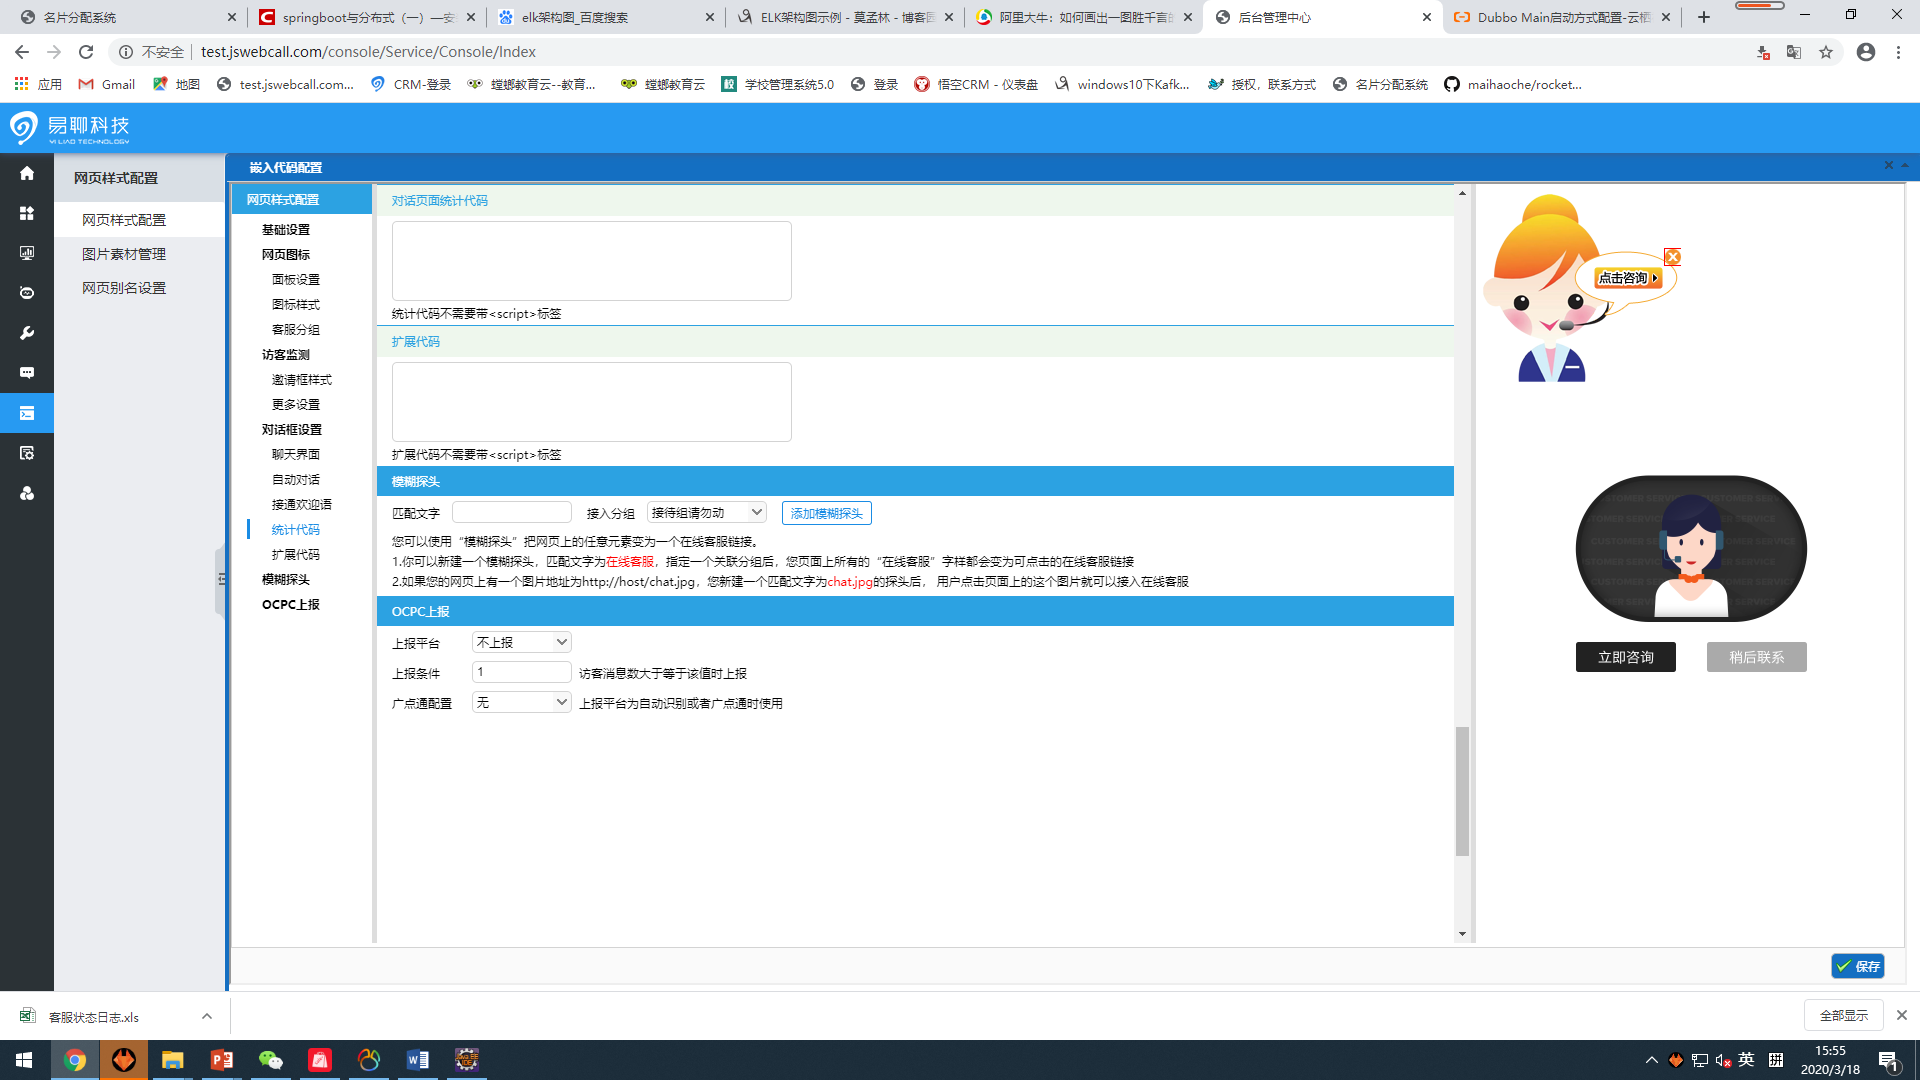 名片分配系统
springboot与分布式（一）—安
elk架构图_百度搜索
ELK架构图示例 - 莫孟林 - 博客园
阿里大牛：如何画出一图胜千言的
后台管理中心
Dubbo Main启动方式配置-云栖
不安全
test.jswebcall.com/console/Service/Console/Index
应用
Gmail
地图
test.jswebcall.com...
CRM-登录
螳螂教育云--教育...
螳螂教育云
学校管理系统5.0
登录
悟空CRM - 仪表盘
windows10下Kafk...
授权，联系方式
名片分配系统
maihaoche/rocket...
易聊科技
YI LIAO TECHNOLOGY
网页样式配置
网页样式配置
图片素材管理
网页别名设置
嵌入代码配置
网页样式配置
基础设置
网页图标
面板设置
图标样式
客服分组
访客监测
邀请框样式
更多设置
对话框设置
聊天界面
自动对话
接通欢迎语
统计代码
扩展代码
模糊探头
OCPC上报
对话页面统计代码
统计代码不需要带<script>标签
扩展代码
扩展代码不需要带<script>标签
模糊探头
匹配文字
接入分组
接待组请勿动
添加模糊探头
您可以使用“模糊探头”把网页上的任意元素变为一个在线客服链接。
1.你可以新建一个模糊探头，匹配文字为在线客服，指定一个关联分组后，您页面上所有的“在线客服”字样都会变为可点击的在线客服链接
2.如果您的网页上有一个图片地址为http://host/chat.jpg，您新建一个匹配文字为chat.jpg的探头后， 用户点击页面上的这个图片就可以接入在线客服
OCPC上报
上报平台
不上报
上报条件
1
访客消息数大于等于该值时上报
广点通配置
无
上报平台为自动识别或者广点通时使用
点击咨询
CUSTOMER SERVICE
立即咨询
稍后联系
保存
客服状态日志.xls
全部显示
英
拼
15:55
2020/3/18
1